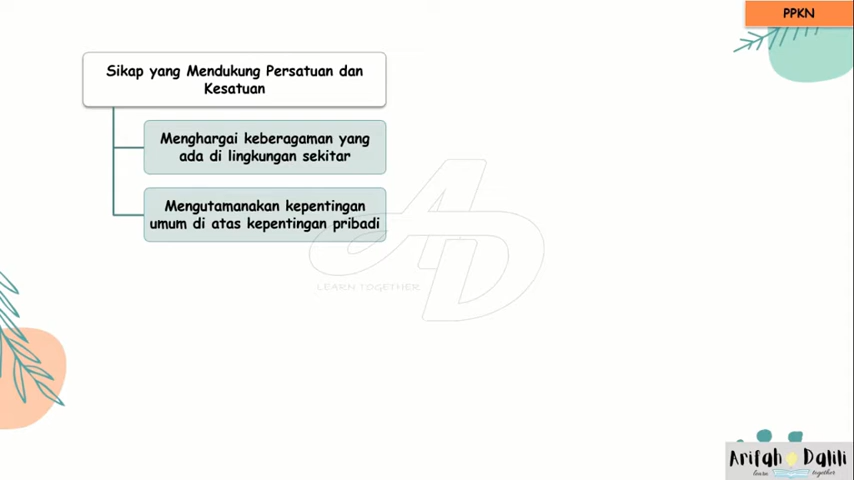 PPKN
Sikap yang Mendukung Persatuan dan
Kesatuan
Menghargai keberagaman yang
ada di lingkungan sekitar
Mengutamanakan kepentingan
umum di atas kepentingan pribadi
AD
LEARN TOGETHER
Arifah Dalili
learn together